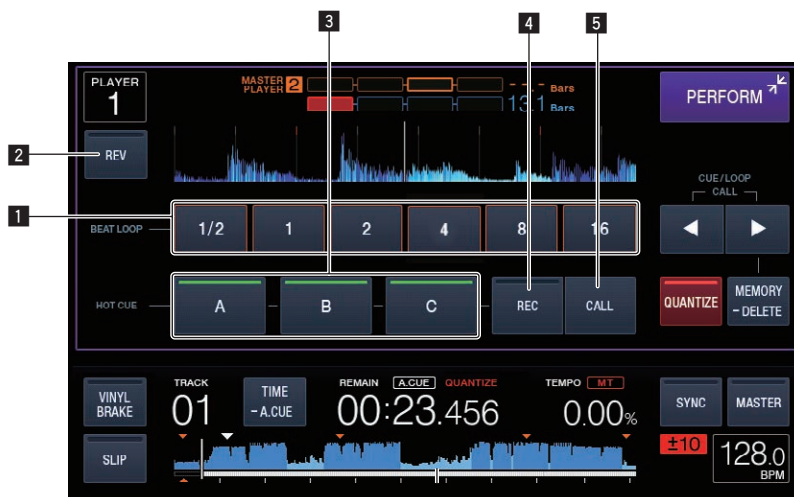 3
4
5
PLAYER
1
MASTER
PLAYER 2
--.- Bars
13.1 Bars
PERFORM
2
REV
CUE/LOOP
CALL
1
BEAT LOOP
1/2
1
2
4
8
16
HOT CUE
A
B
C
REC
CALL
QUANTIZE
MEMORY
- DELETE
VINYL
BRAKE
TRACK
01
TIME
- A.CUE
REMAIN A.CUE QUANTIZE
00:23.456
TEMPO MT
0.00%
SYNC
MASTER
SLIP
±10
128.0
BPM